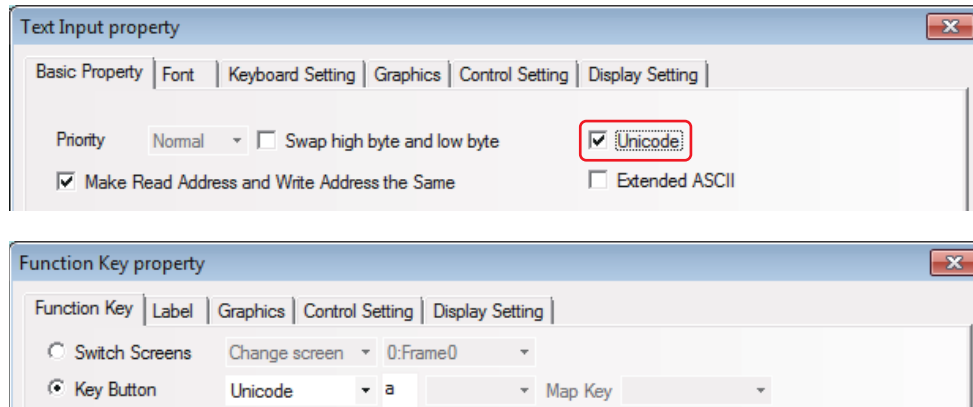 Text Input property
Basic Property Font Keyboard Setting Graphics Control Setting Display Setting
Priority Normal Swap high byte and low byte Unicode
Make Read Address and Write Address the Same Extended ASCII
Function Key property
Function Key Label Graphics Control Setting Display Setting
Switch Screens Change screen 0:Frame0
Key Button Unicode a Map Key